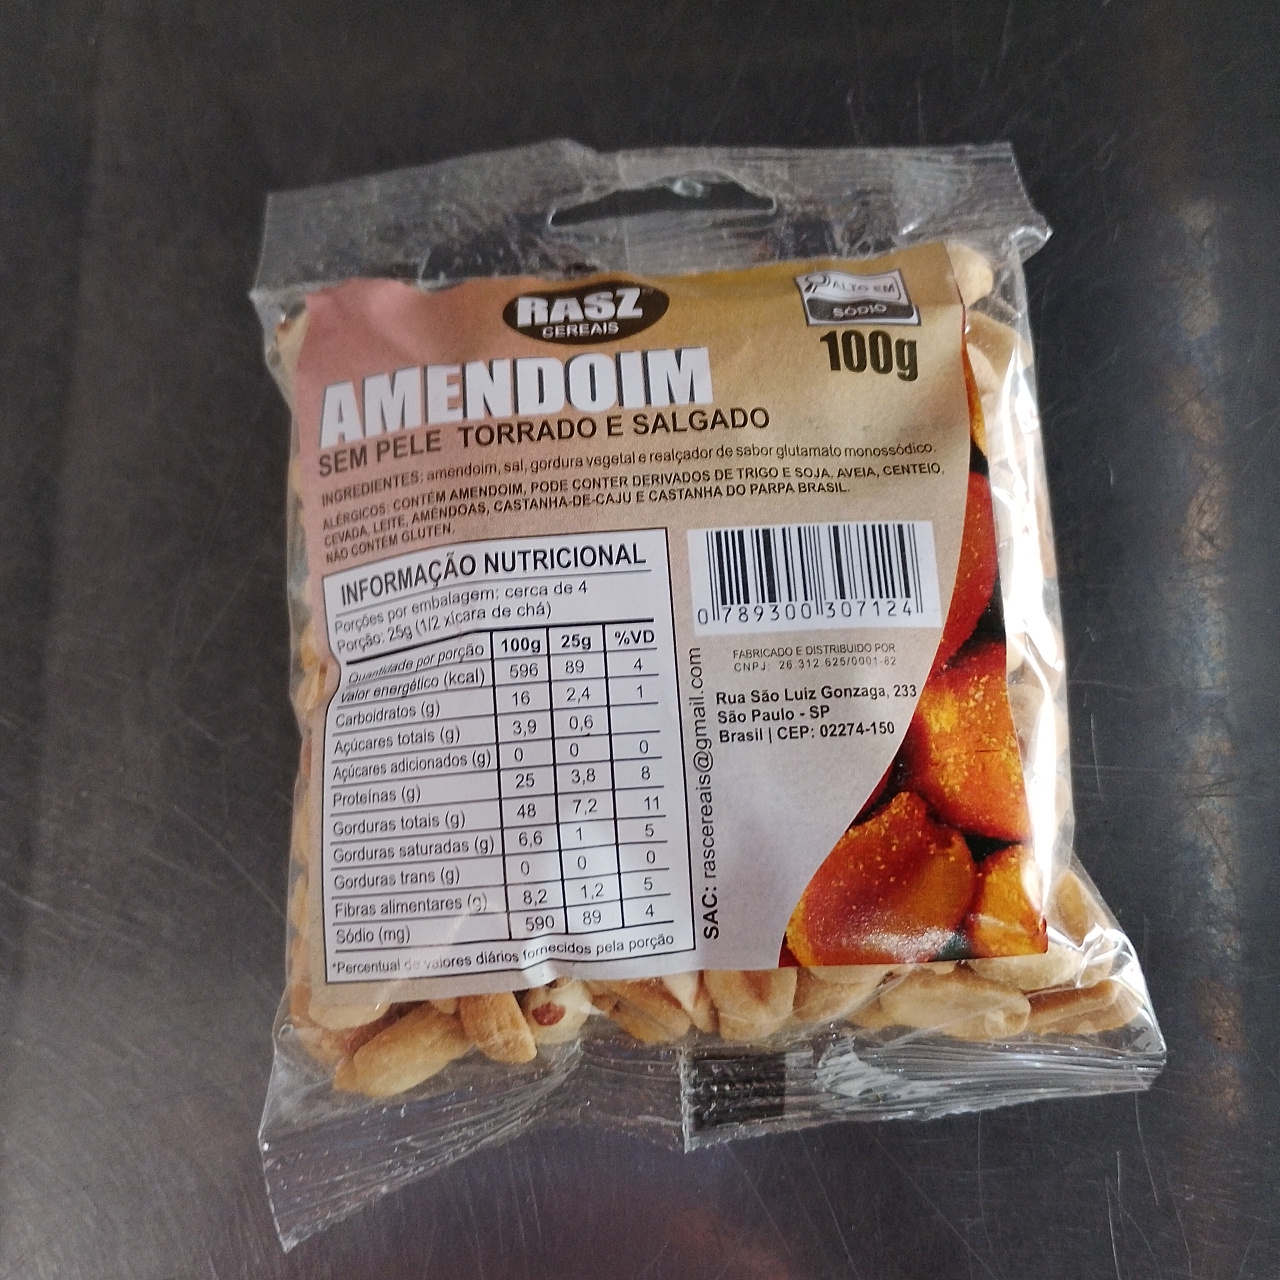 RASZ
CEREAIS
ALTO EM
SÓDIO
100g
AMENDOIM
SEM PELE TORRADO E SALGADO
INGREDIENTES: amendoim, sal, gordura vegetal e realçador de sabor glutamato monossódico.
ALÉRGICOS: CONTÉM AMENDOIM, PODE CONTER DERIVADOS DE TRIGO E SOJA, AVEIA, CENTEIO,
CEVADA, LEITE, AMÊNDOAS, CASTANHA-DE-CAJU E CASTANHA DO PARPA BRASIL.
NÃO CONTÉM GLUTEN.
INFORMAÇÃO NUTRICIONAL
Porções por embalagem: cerca de 4
Porção: 25g (1/2 xícara de chá)
Quantidade por porção 100g 25g %VD
Valor energético (kcal) 596 89 4
Carboidratos (g) 16 2,4 1
Açúcares totais (g) 3,9 0,6
Açúcares adicionados (g) 0 0 0
Proteínas (g) 25 3,8 8
Gorduras totais (g) 48 7,2 11
Gorduras saturadas (g) 6,6 1 5
Gorduras trans (g) 0 0 0
Fibras alimentares (g) 8,2 1,2 5
Sódio (mg) 590 89 4
*Percentual de valores diários fornecidos pela porção
0 789300 307124
FABRICADO E DISTRIBUIDO POR
CNPJ: 26.312.625/0001-62
Rua São Luiz Gonzaga, 233
São Paulo - SP
Brasil | CEP: 02274-150
SAC: rascereais@gmail.com